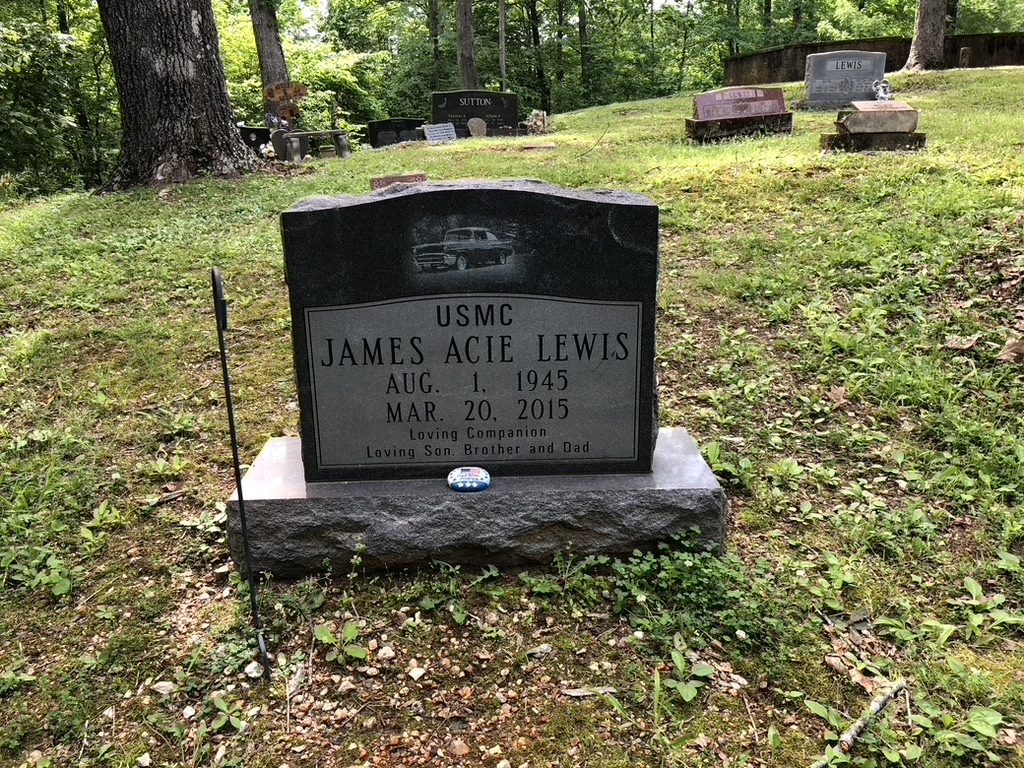 SUTTON
LEWIS
USMC
JAMES ACIE LEWIS
AUG. 1, 1945
MAR. 20, 2015
Loving Companion
Loving Son, Brother and Dad